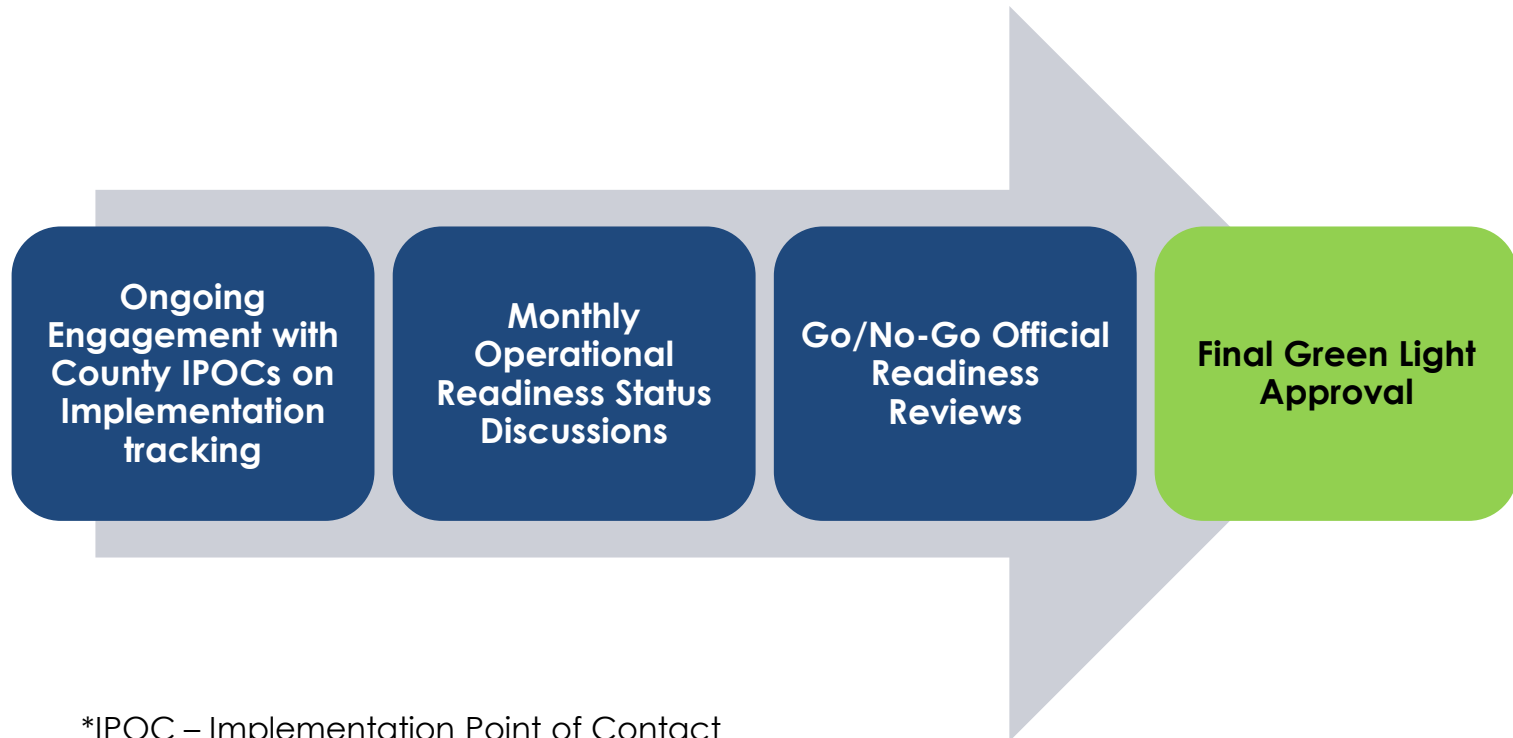 Ongoing
Engagement with
County IPOCs on
Implementation
tracking
Monthly
Operational
Readiness Status
Discussions
Go/No-Go Official
Readiness
Reviews
Final Green Light
Approval
*IPOC – Implementation Point of Contact